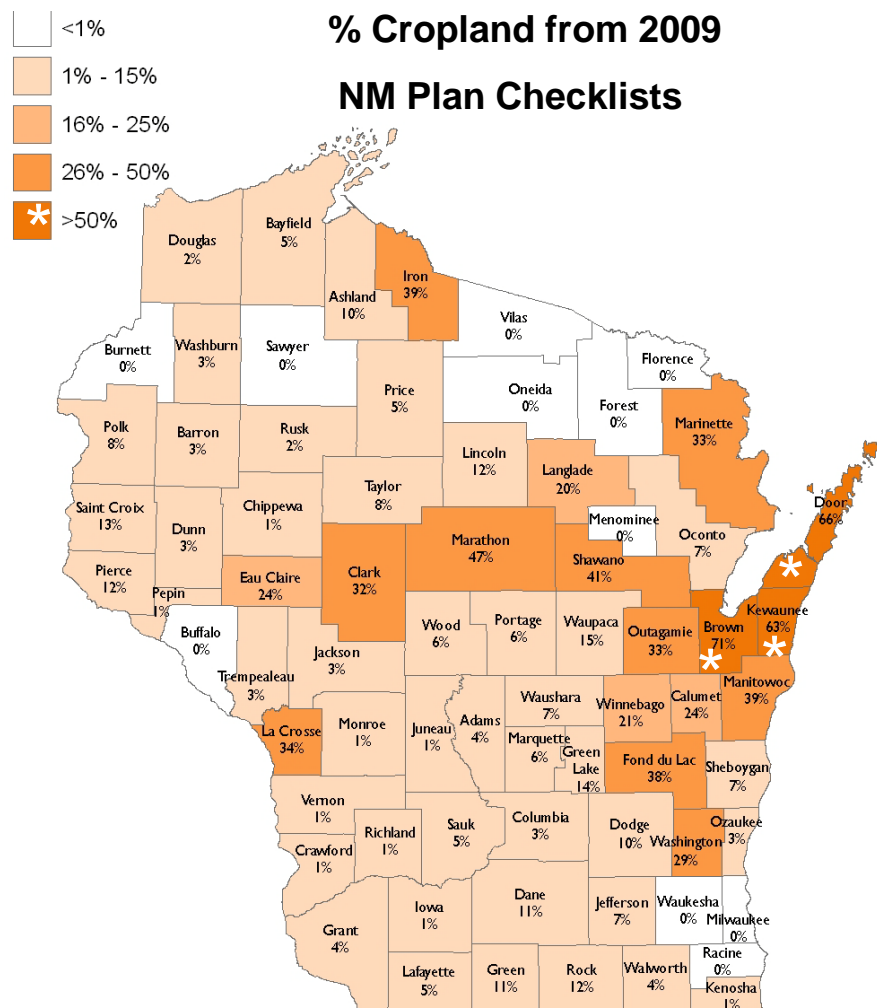 % Cropland from 2009
NM Plan Checklists
<1%
1% - 15%
16% - 25%
26% - 50%
* >50%
Douglas
2%
Bayfield
5%
Ashland
10%
Iron
39%
Vilas
0%
Burnett
0%
Washburn
3%
Sawyer
0%
Florence
0%
Price
5%
Oneida
0%
Forest
0%
Marinette
33%
Polk
8%
Barron
3%
Rusk
2%
Lincoln
12%
Langlade
20%
Taylor
8%
Saint Croix
13%
Dunn
3%
Chippewa
1%
Menominee
0%
Oconto
7%
Door
66%
*
Marathon
47%
Shawano
41%
Pierce
12%
Pepin
1%
Eau Claire
24%
Clark
32%
Buffalo
0%
Trempealeau
3%
Jackson
3%
Wood
6%
Portage
6%
Waupaca
15%
Outagamie
33%
Brown
71%
*
Kewaunee
63%
*
La Crosse
34%
Monroe
1%
Juneau
1%
Adams
4%
Waushara
7%
Winnebago
21%
Calumet
24%
Manitowoc
39%
Marquette
6%
Green
Lake
14%
Fond du Lac
38%
Sheboygan
7%
Vernon
1%
Richland
1%
Sauk
5%
Columbia
3%
Dodge
10%
Washington
29%
Ozaukee
3%
Crawford
1%
Grant
4%
Iowa
1%
Dane
11%
Jefferson
7%
Waukesha
0%
Milwaukee
0%
Lafayette
5%
Green
11%
Rock
12%
Walworth
4%
Racine
0%
Kenosha
1%